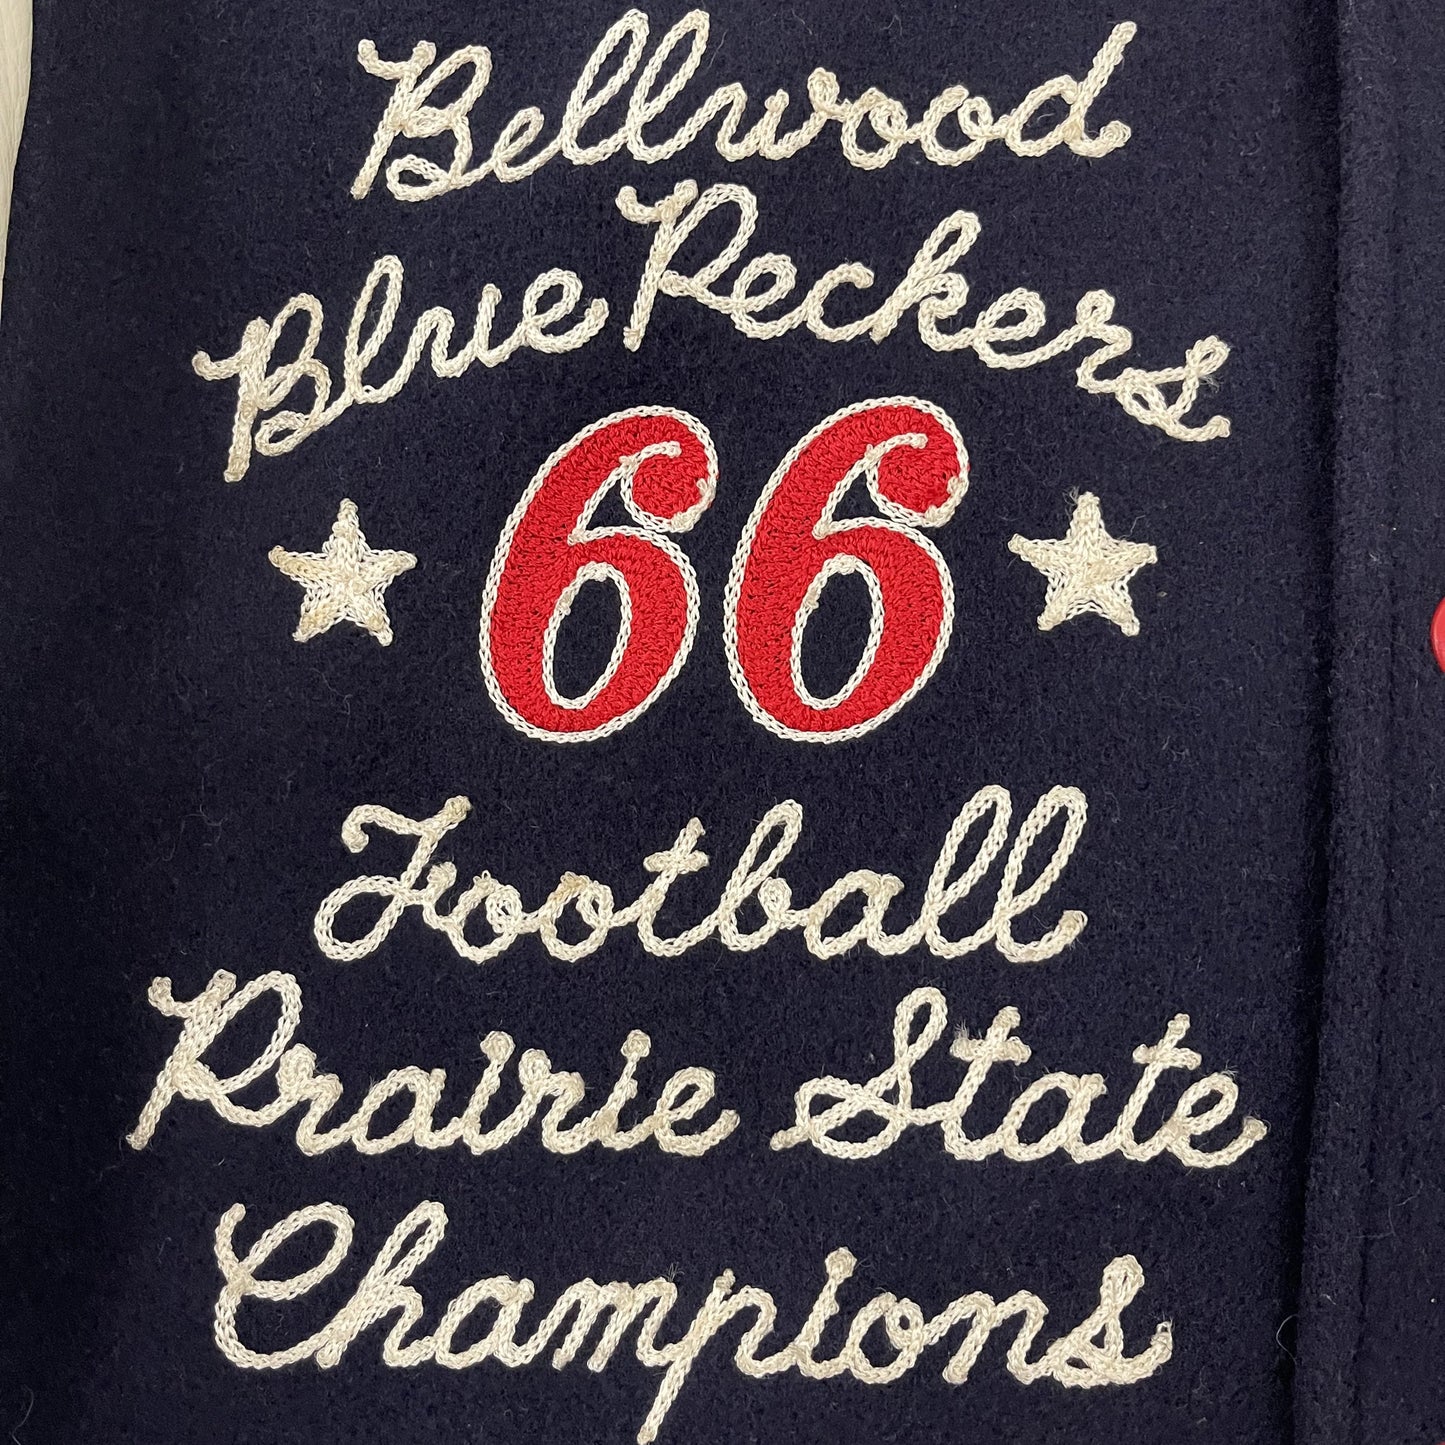 Bellwood
Blue Peckers
66
Football
Prairie State
Champions